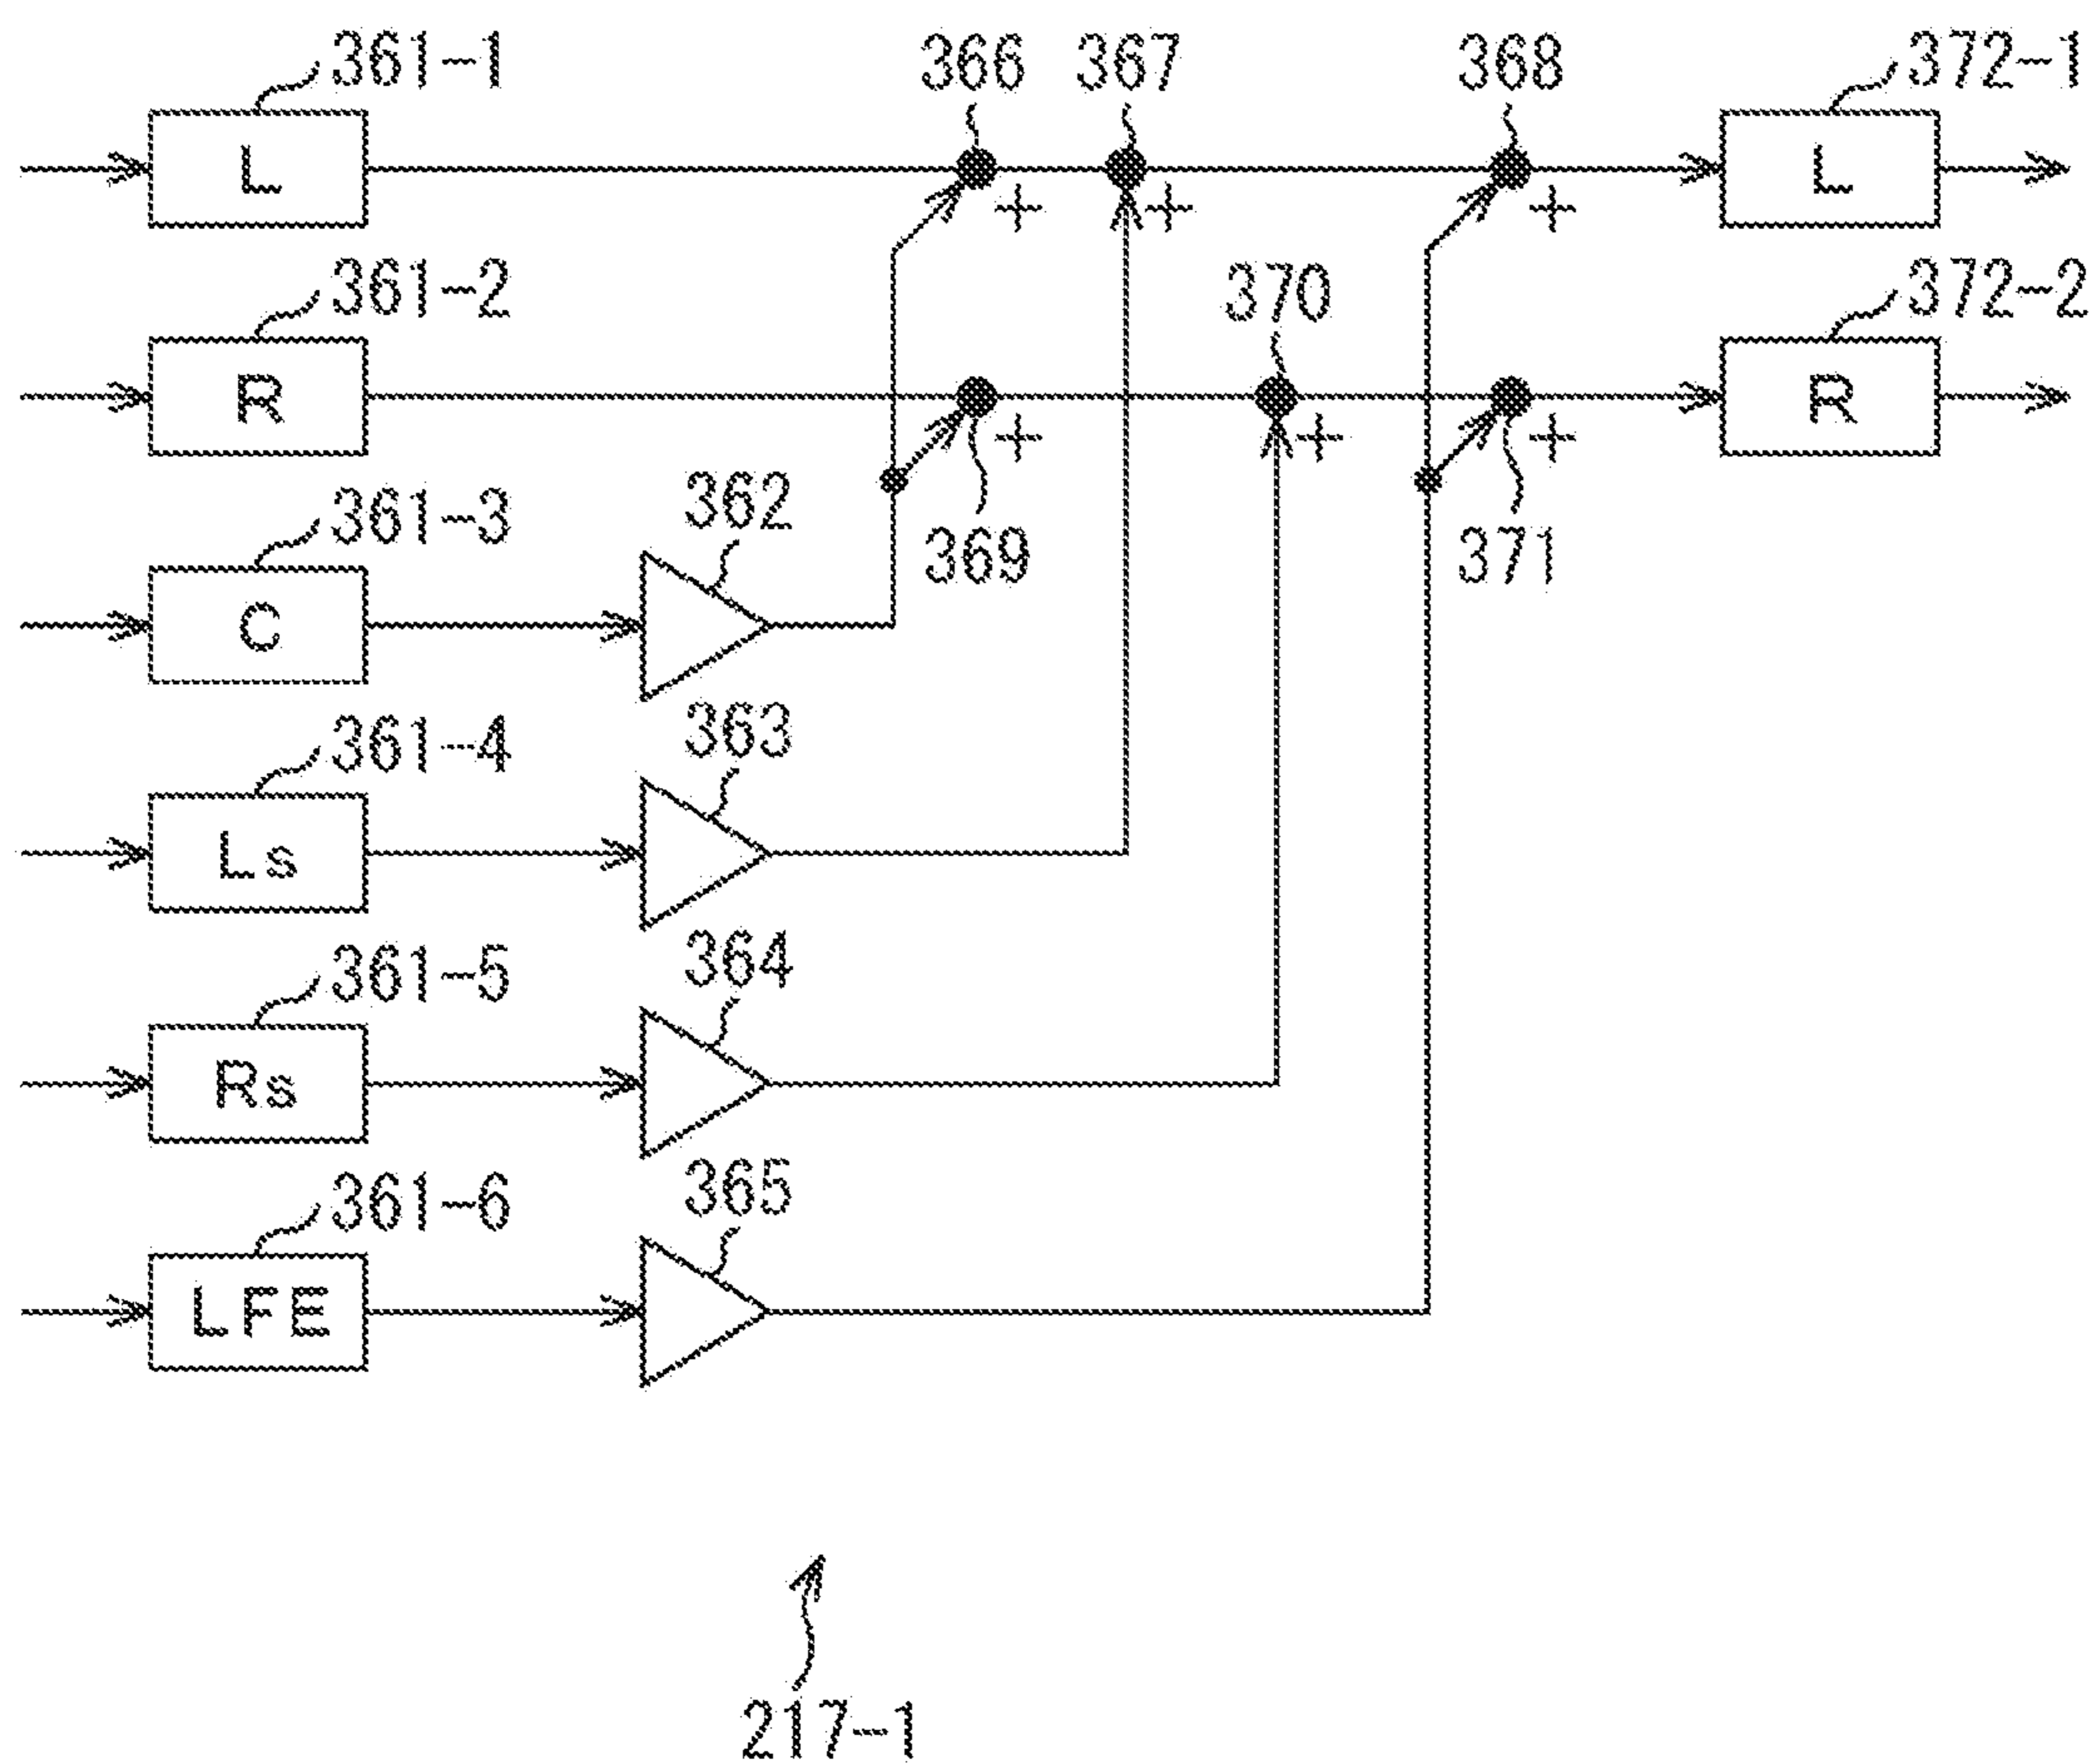 361-1 366 367 368 372-1
L + + + L
361-2 370 372-2
R + + + R
361-3 362 369 371
C
361-4 363
Ls
361-5 364
Rs
361-6 365
LFE
217-1